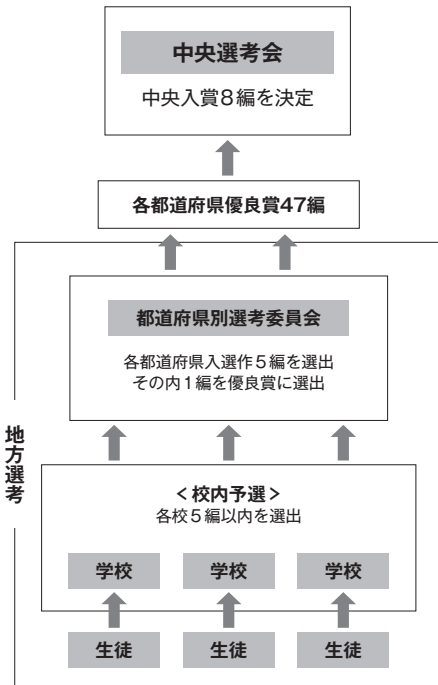 中央選考会
中央入賞8編を決定
各都道府県優良賞47編
都道府県別選考委員会
各都道府県入選作5編を選出
その内1編を優良賞に選出
地方選考
<校内予選>
各校5編以内を選出
学校 学校 学校
生徒 生徒 生徒